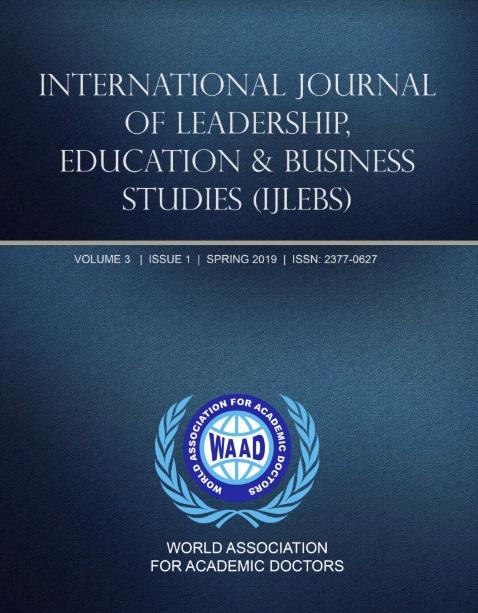 INTERNATIONAL JOURNAL
OF LEADERSHIP,
EDUCATION & BUSINESS
STUDIES (IJLEBS)
VOLUME 3 | ISSUE 1 | SPRING 2019 | ISSN: 2377-0627
WORLD ASSOCIATION FOR ACADEMIC DOCTORS
WAAD
WORLD ASSOCIATION
FOR ACADEMIC DOCTORS